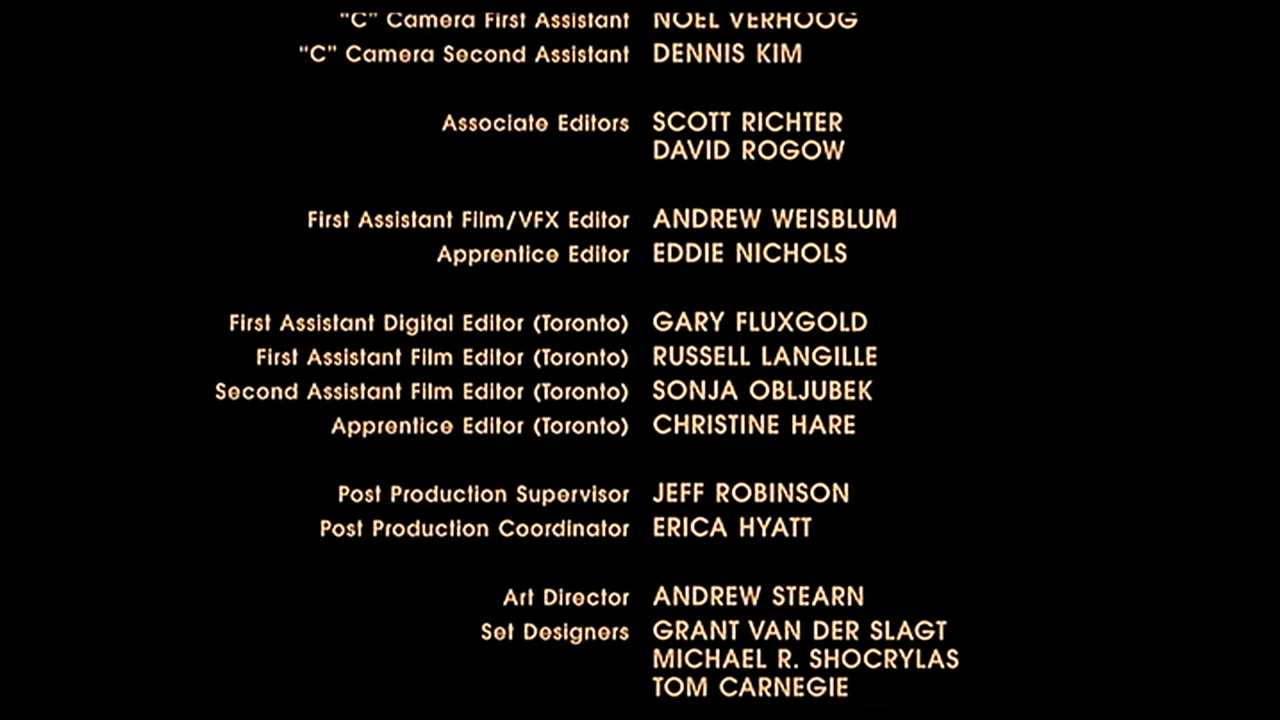 "C" Camera First Assistant NOEL VERHOOG
"C" Camera Second Assistant DENNIS KIM
Associate Editors SCOTT RICHTER
DAVID ROGOW
First Assistant Film/VFX Editor ANDREW WEISBLUM
Apprentice Editor EDDIE NICHOLS
First Assistant Digital Editor (Toronto) GARY FLUXGOLD
First Assistant Film Editor (Toronto) RUSSELL LANGILLE
Second Assistant Film Editor (Toronto) SONJA OBLJUBEK
Apprentice Editor (Toronto) CHRISTINE HARE
Post Production Supervisor JEFF ROBINSON
Post Production Coordinator ERICA HYATT
Art Director ANDREW STEARN
Set Designers GRANT VAN DER SLAGT
MICHAEL R. SHOCRYLAS
TOM CARNEGIE